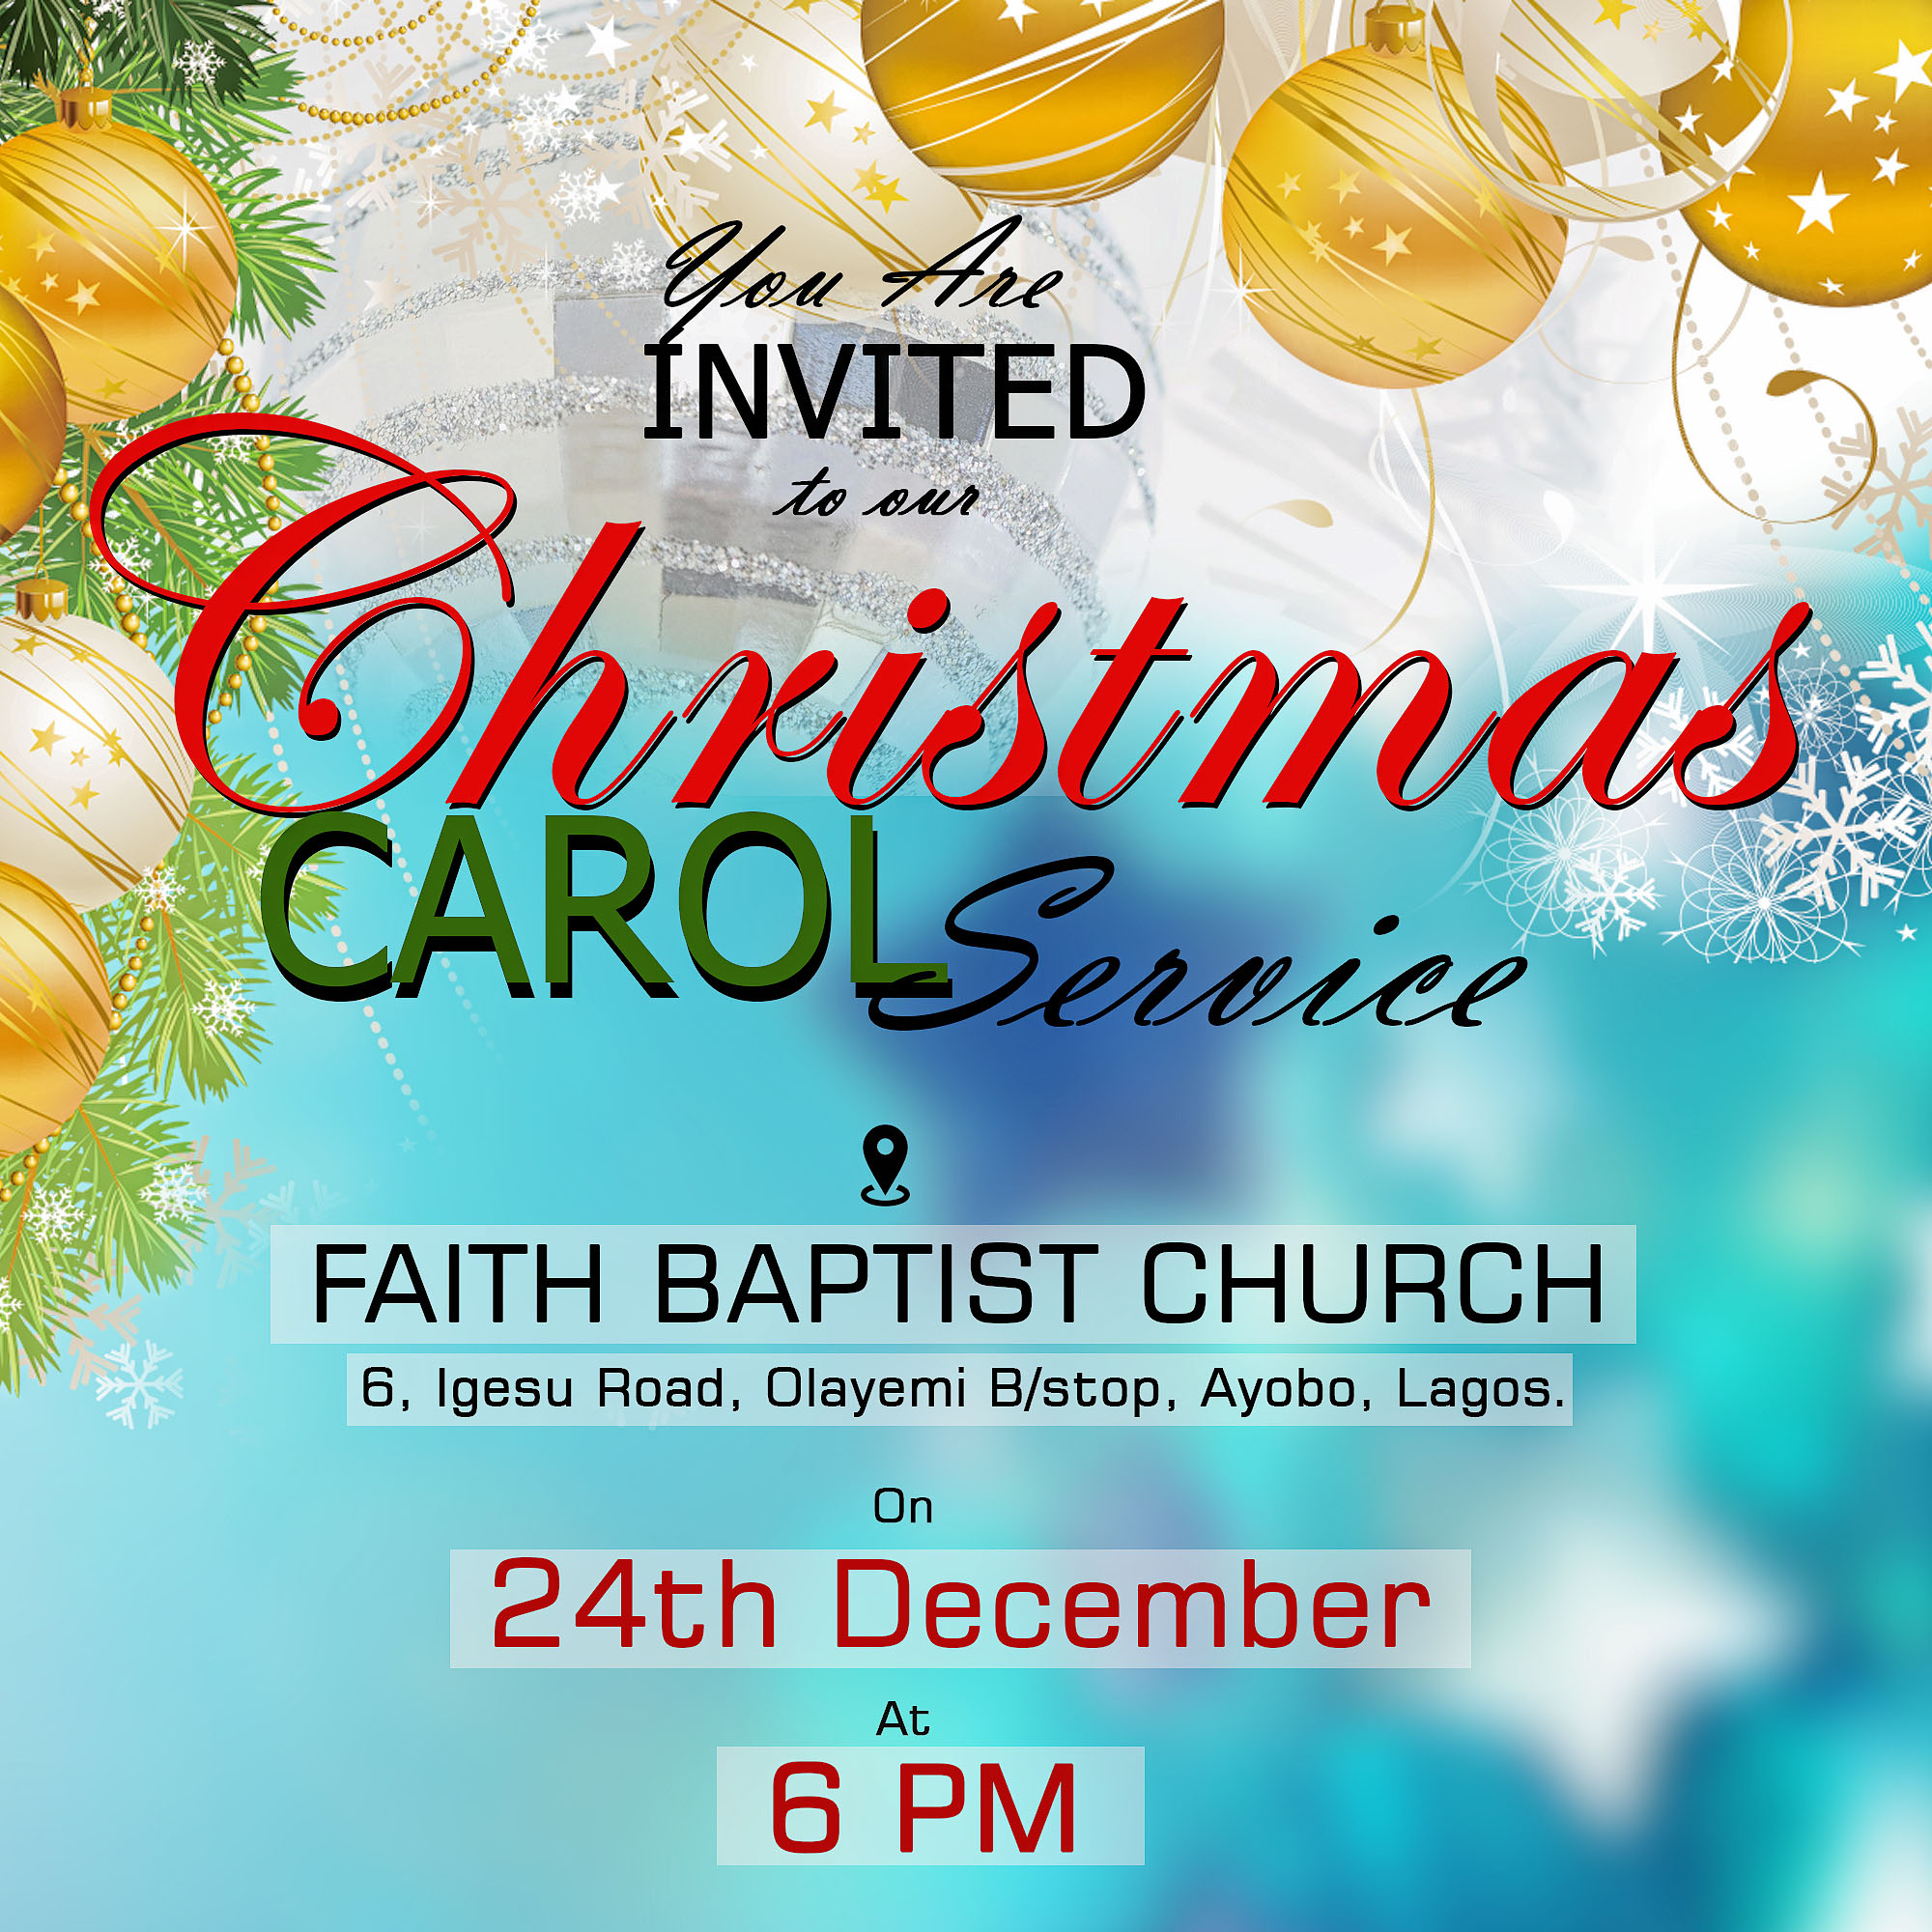 You Are
INVITED
to our
Christmas
CAROL Service
FAITH BAPTIST CHURCH
6, Igesu Road, Olayemi B/stop, Ayobo, Lagos.
On
24th December
At
6 PM